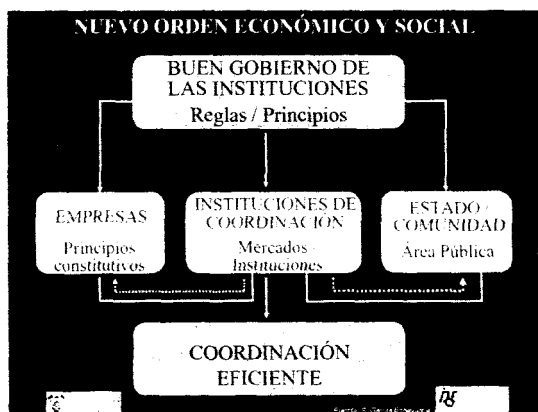 NUEVO ORDEN ECONÓMICO Y SOCIAL
BUEN GOBIERNO DE
LAS INSTITUCIONES
Reglas / Principios
EMPRESAS
Principios
constitutivos
INSTITUCIONES DE
COORDINACIÓN
Mercados
Instituciones
ESTADO /
COMUNIDAD
Área Pública
COORDINACIÓN
EFICIENTE